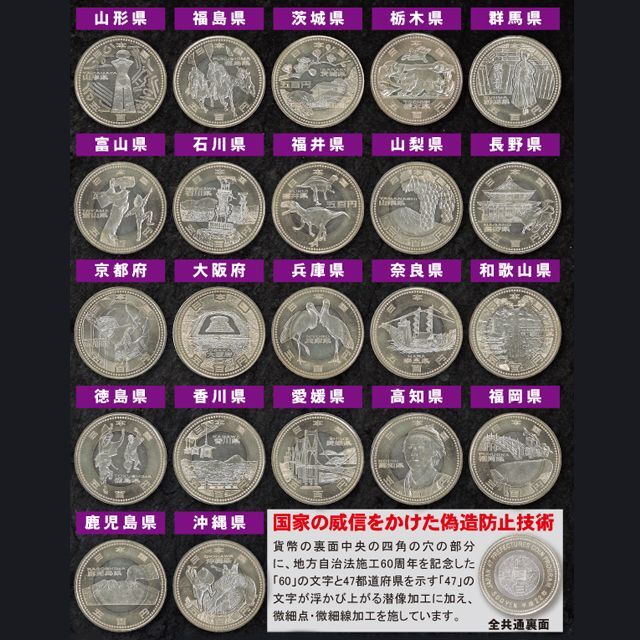 山形県 福島県 茨城県 栃木県 群馬県
富山県 石川県 福井県 山梨県 長野県
京都府 大阪府 兵庫県 奈良県 和歌山県
徳島県 香川県 愛媛県 高知県 福岡県
鹿児島県 沖縄県
国家の威信をかけた偽造防止技術
貨幣の裏面中央の四角の穴の部分
に、地方自治法施工60周年を記念した
「60」の文字と47都道府県を示す「47」の
文字が浮かび上がる潜像加工に加え、
微細点・微細線加工を施しています。
全共通裏面